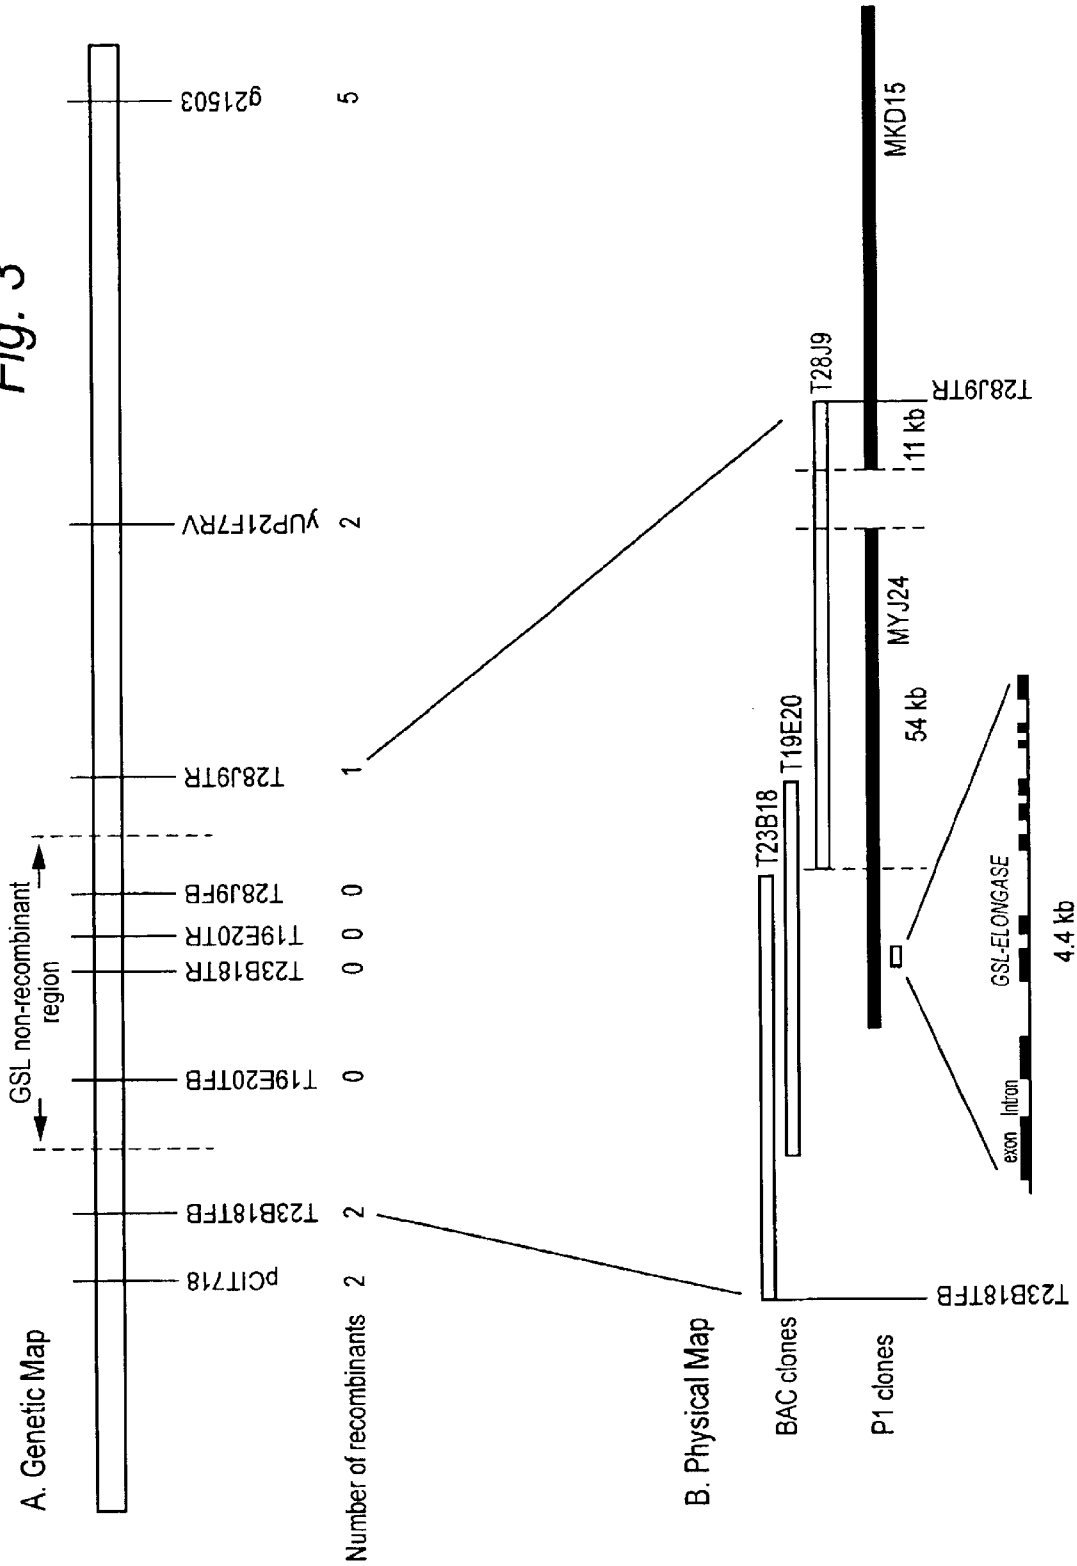 Fig. 3
A. Genetic Map
GSL non-recombinant
region
pCIT718
T23B18TFB
T19E20TFB
T23B18TR
T19E20TR
T28J9FB
T28J9TR
yUP21F7RV
g21503
Number of recombinants 2 2 0 0 0 0 1 2 5
B. Physical Map
BAC clones
T23B18
T19E20
T28J9
P1 clones
MYJ24
MKD15
T23B18TFB
54 kb
11 kb
T28J9TR
exon Intron
GSL-ELONGASE
4.4 kb